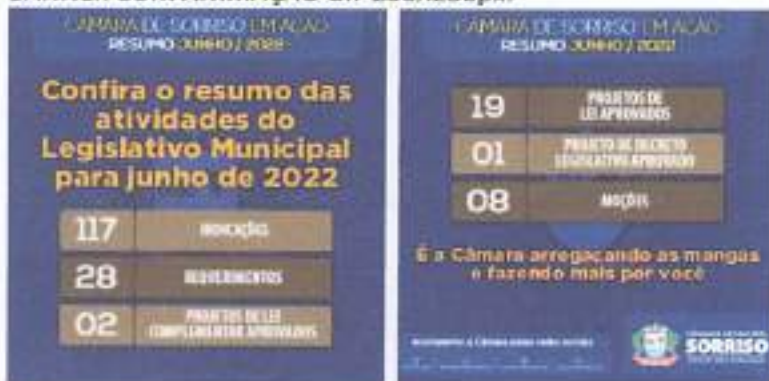 CÂMARA DE SORRISO EM AÇÃO
RESUMO JUNHO / 2022
Confira o resumo das
atividades do
Legislativo Municipal
para junho de 2022
117 INDICAÇÕES
28 REQUERIMENTOS
02 PROJETOS DE LEI
COMPLEMENTAR APROVADOS
CÂMARA DE SORRISO EM AÇÃO
RESUMO JUNHO / 2022
19 PROJETOS DE
LEI APROVADOS
01 PROJETO DE DECRETO
LEGISLATIVO APROVADO
08 MOÇÕES
É a Câmara arregaçando as mangas
e fazendo mais por você
SORRISO